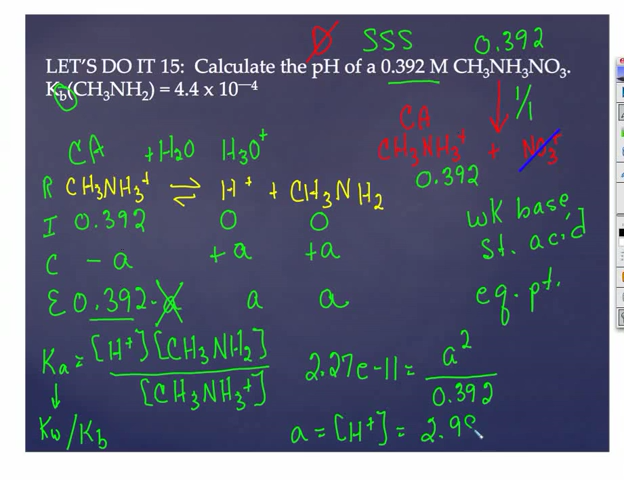 SSS 0.392
LET'S DO IT 15: Calculate the pH of a 0.392 M CH₃NH₃NO₃.
K_b(CH₃NH₂) = 4.4 x 10⁻⁴
1/1
CA
CH₃NH₃⁺ + NO₃⁺
0.392
CA +H₂O H₃O⁺
R CH₃NH₃⁺ ⇌ H⁺ + CH₃NH₂
I 0.392 0 0
C -a +a +a
E 0.392-a a a
wk base,
st. acid
eq. pt.
Ka = [H⁺][CH₃NH₂] / [CH₃NH₃⁺]
2.27e-11 = a² / 0.392
↓
Kw/Kb
a = [H⁺] = 2.98